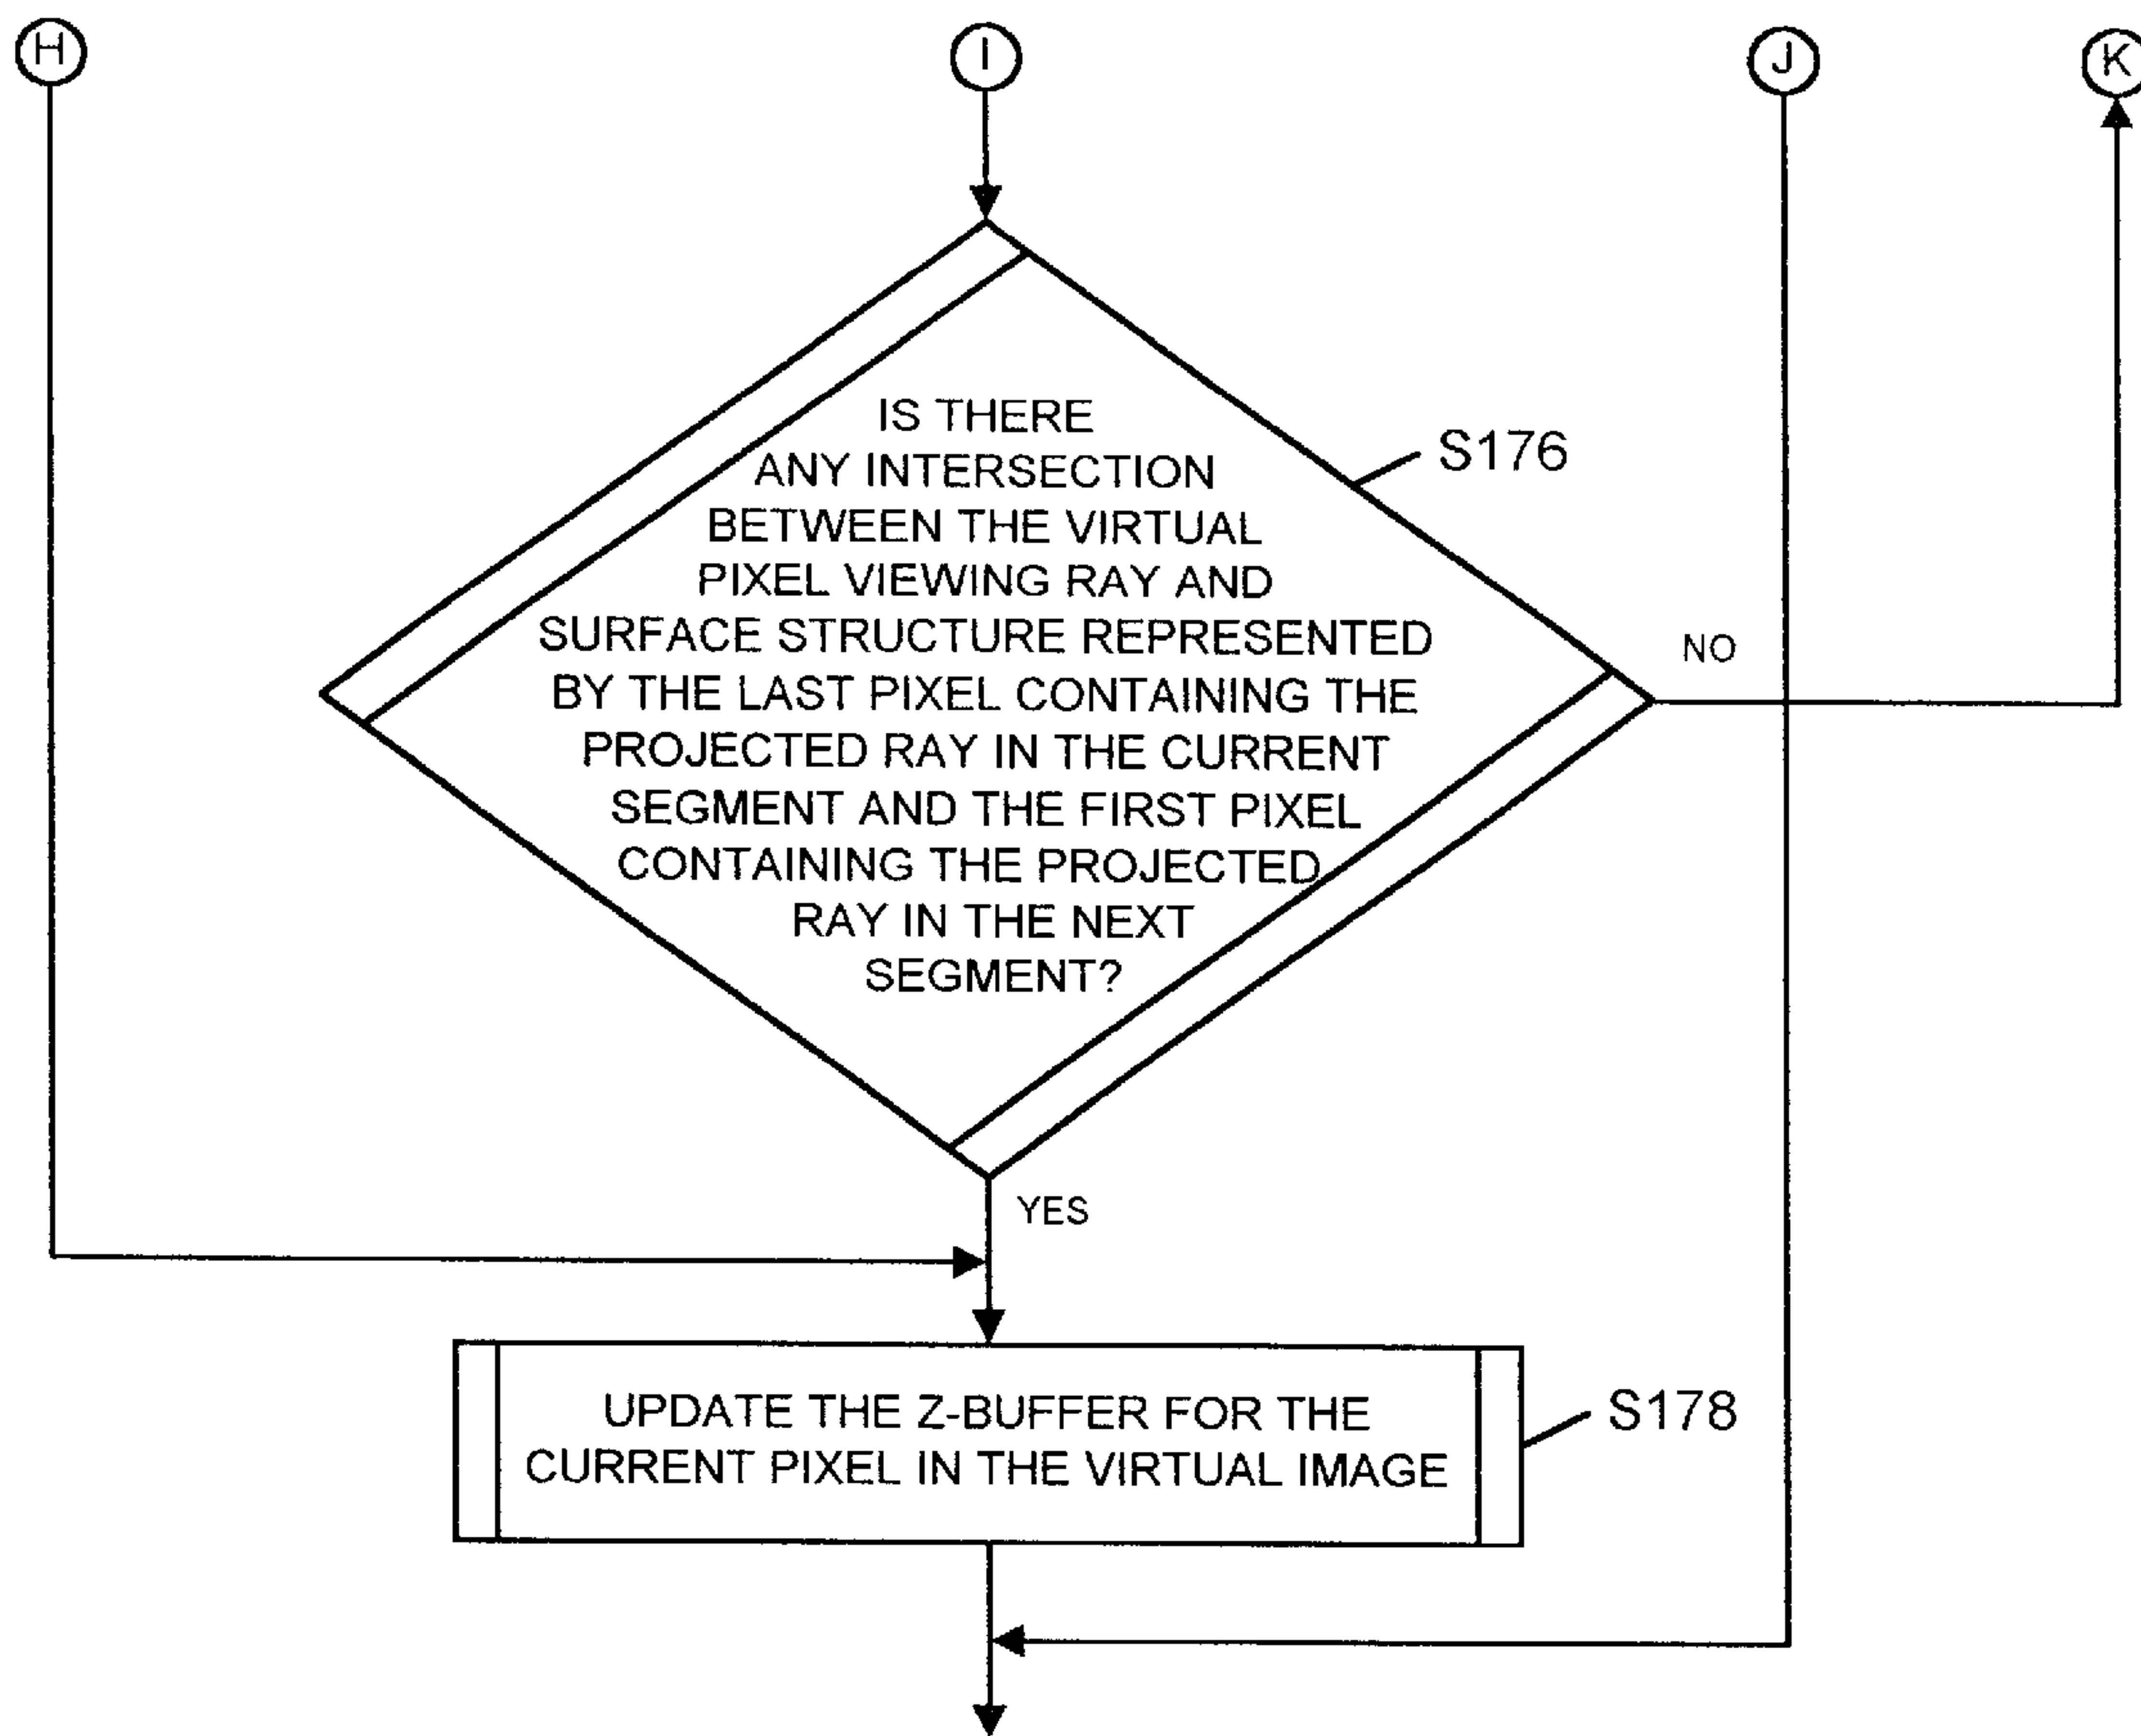 H
I
J
K
IS THERE
ANY INTERSECTION
BETWEEN THE VIRTUAL
PIXEL VIEWING RAY AND
SURFACE STRUCTURE REPRESENTED
BY THE LAST PIXEL CONTAINING THE
PROJECTED RAY IN THE CURRENT
SEGMENT AND THE FIRST PIXEL
CONTAINING THE PROJECTED
RAY IN THE NEXT
SEGMENT?
S176
NO
YES
UPDATE THE Z-BUFFER FOR THE
CURRENT PIXEL IN THE VIRTUAL IMAGE
S178